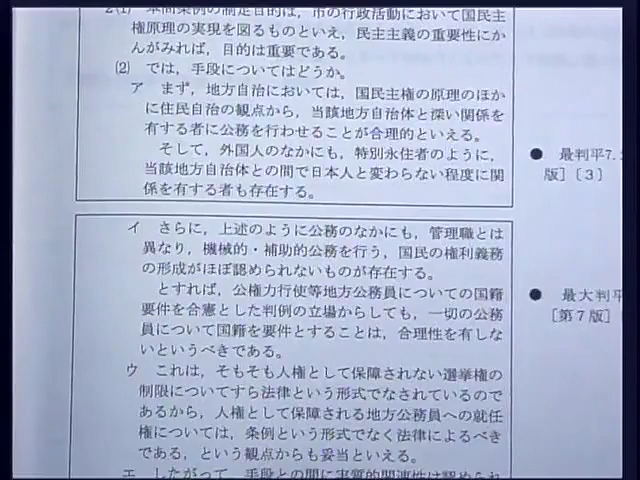 2(1) 本問条例の制定目的は，市の行政活動において国民主
権原理の実現を図るものといえ，民主主義の重要性にか
んがみれば，目的は重要である。
(2) では，手段についてはどうか。
ア まず，地方自治においては，国民主権の原理のほか
に住民自治の観点から，当該地方自治体と深い関係を
有する者に公務を行わせることが合理的といえる。
そして，外国人のなかにも，特別永住者のように，
当該地方自治体との間で日本人と変わらない程度に関
係を有する者も存在する。
● 最判平7.
版］〔3〕
イ さらに，上述のように公務のなかにも，管理職とは
異なり，機械的・補助的公務を行う，国民の権利義務
の形成がほぼ認められないものが存在する。
とすれば，公権力行使等地方公務員についての国籍
要件を合憲とした判例の立場からしても，一切の公務
員について国籍を要件とすることは，合理性を有しな
いというべきである。
● 最大判平
［第7版］
ウ これは，そもそも人権として保障されない選挙権の
制限についてすら法律という形式でなされているので
あるから，人権として保障される地方公務員への就任
権については，条例という形式でなく法律によるべき
である，という観点からも妥当といえる。
エ したがって，手段との間に実質的関連性は認められ